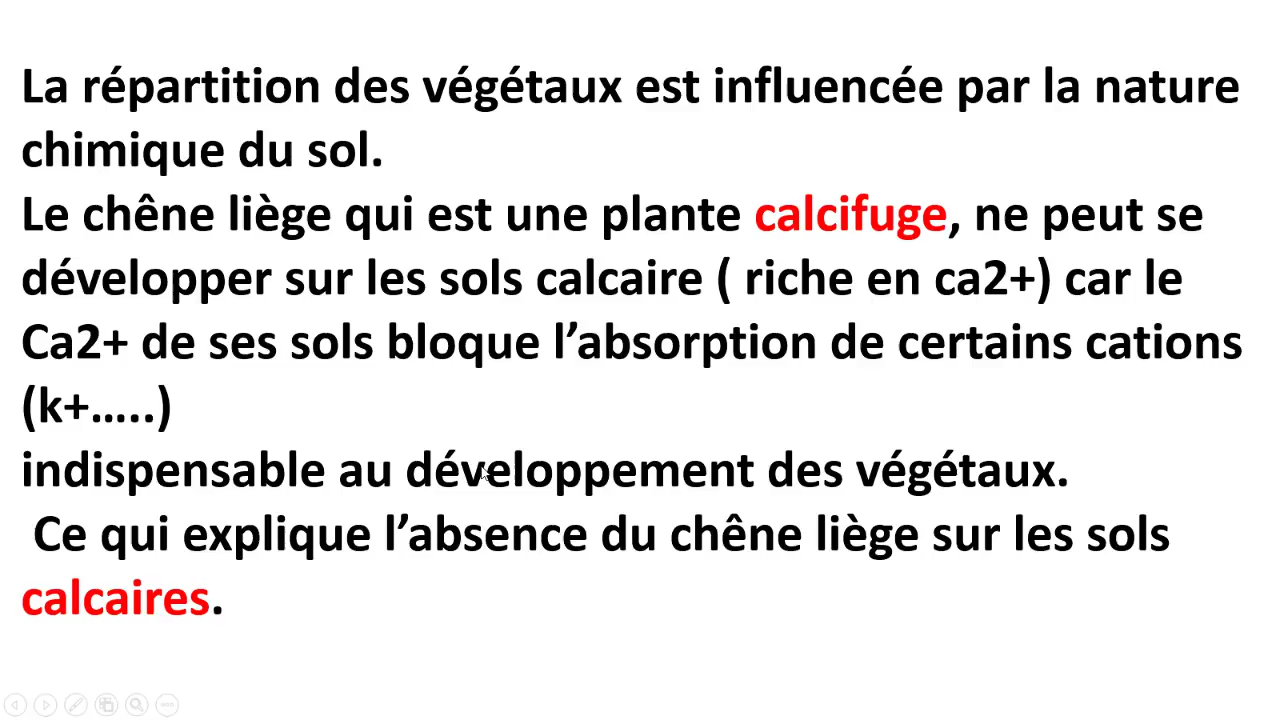 La répartition des végétaux est influencée par la nature
chimique du sol.
Le chêne liège qui est une plante calcifuge, ne peut se
développer sur les sols calcaire ( riche en ca2+) car le
Ca2+ de ses sols bloque l’absorption de certains cations
(k+…..)
indispensable au développement des végétaux.
Ce qui explique l’absence du chêne liège sur les sols
calcaires.